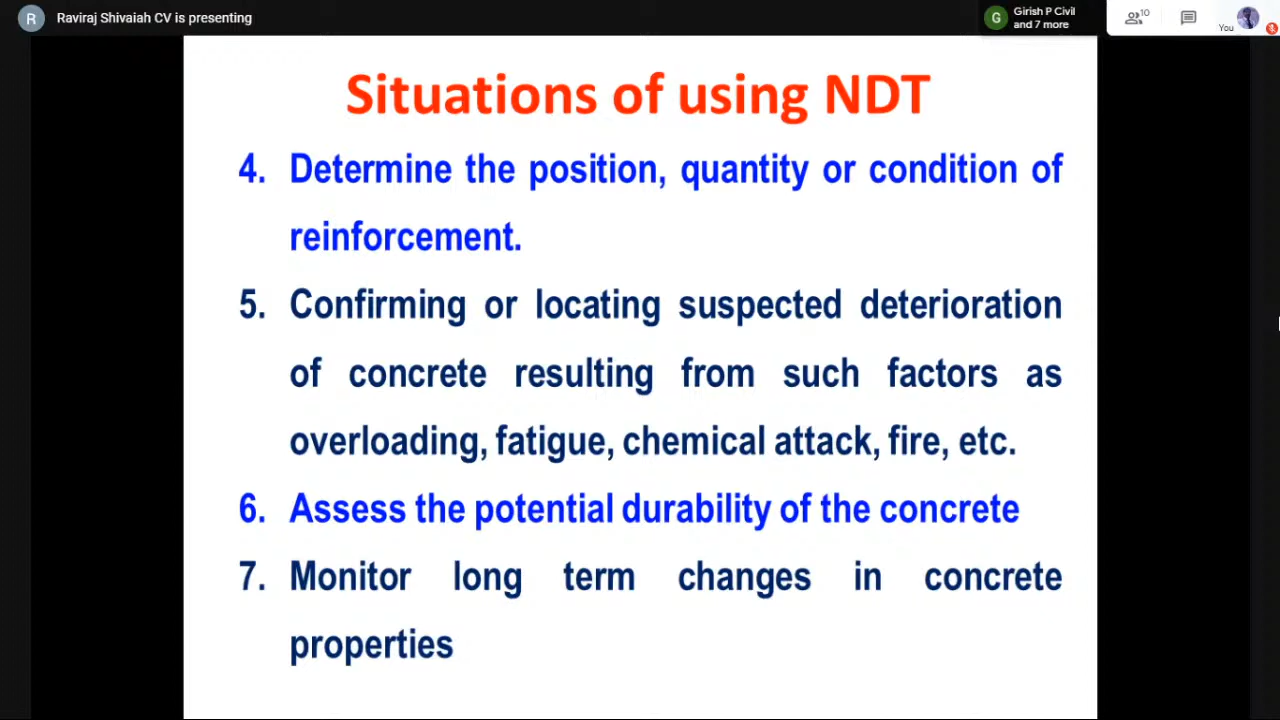 R Raviraj Shivaiah CV is presenting
G Girish P Civil
and 7 more
10
You
Situations of using NDT
4. Determine the position, quantity or condition of
reinforcement.
5. Confirming or locating suspected deterioration
of concrete resulting from such factors as
overloading, fatigue, chemical attack, fire, etc.
6. Assess the potential durability of the concrete
7. Monitor long term changes in concrete
properties